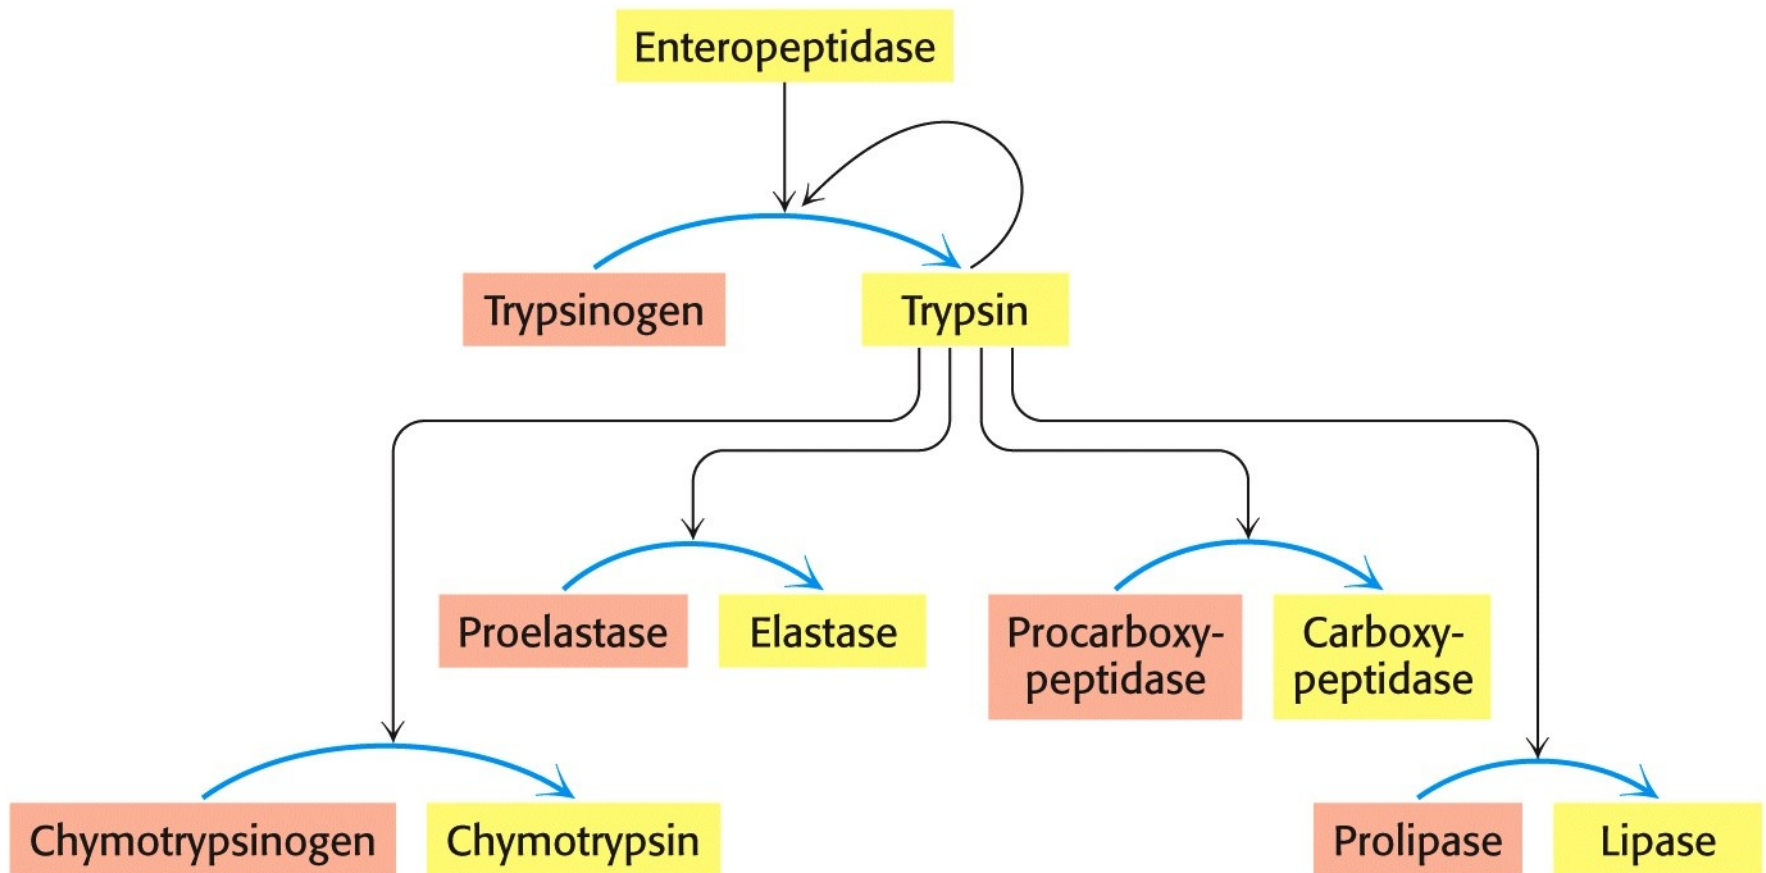 Enteropeptidase
Trypsinogen
Trypsin
Proelastase
Elastase
Procarboxy-
peptidase
Carboxy-
peptidase
Chymotrypsinogen
Chymotrypsin
Prolipase
Lipase